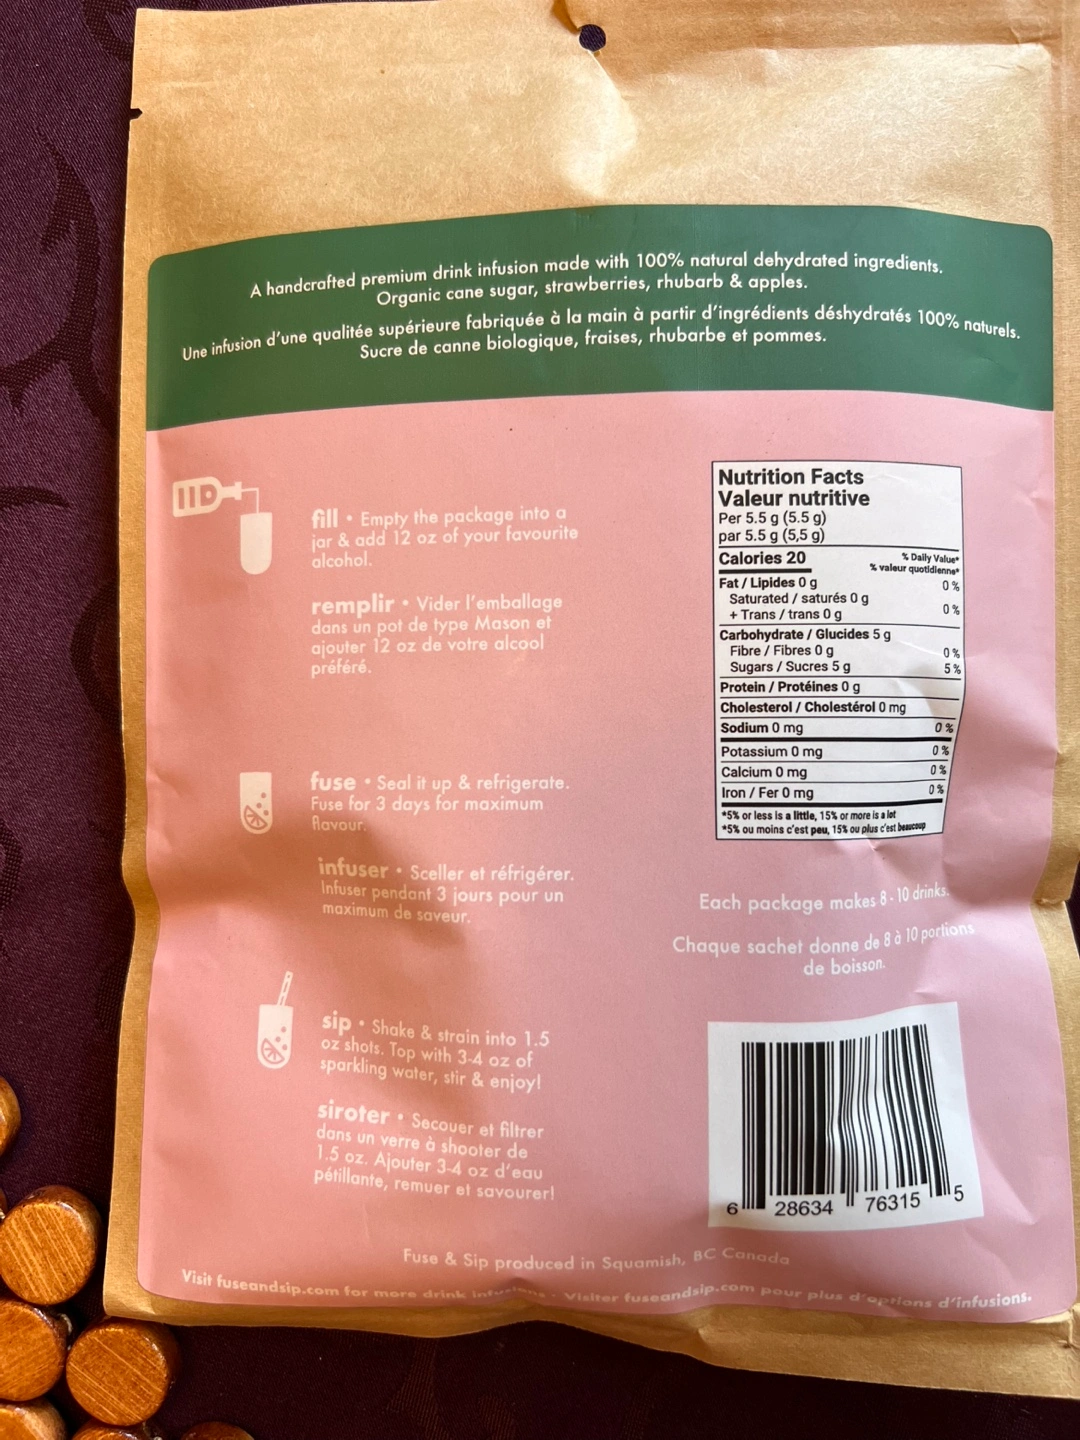 A handcrafted premium drink infusion made with 100% natural dehydrated ingredients.
Organic cane sugar, strawberries, rhubarb & apples.
Une infusion d'une qualitée supérieure fabriquée à la main à partir d'ingrédients déshydratés 100% naturels.
Sucre de canne biologique, fraises, rhubarbe et pommes.
fill • Empty the package into a
jar & add 12 oz of your favourite
alcohol.
remplir • Vider l'emballage
dans un pot de type Mason et
ajouter 12 oz de votre alcool
préféré.
fuse • Seal it up & refrigerate.
Fuse for 3 days for maximum
flavour.
infuser • Sceller et réfrigérer.
Infuser pendant 3 jours pour un
maximum de saveur.
sip • Shake & strain into 1.5
oz shots. Top with 3-4 oz of
sparkling water, stir & enjoy!
siroter • Secouer et filtrer
dans un verre à shooter de
1.5 oz. Ajouter 3-4 oz d'eau
pétillante, remuer et savourer!
Nutrition Facts
Valeur nutritive
Per 5.5 g (5.5 g)
par 5.5 g (5,5 g)
Calories 20 % Daily Value*
% valeur quotidienne*
Fat / Lipides 0 g 0 %
Saturated / saturés 0 g
+ Trans / trans 0 g 0 %
Carbohydrate / Glucides 5 g
Fibre / Fibres 0 g 0 %
Sugars / Sucres 5 g 5 %
Protein / Protéines 0 g
Cholesterol / Cholestérol 0 mg
Sodium 0 mg 0 %
Potassium 0 mg 0 %
Calcium 0 mg 0 %
Iron / Fer 0 mg 0 %
*5% or less is a little, 15% or more is a lot
*5% ou moins c'est peu, 15% ou plus c'est beaucoup
Each package makes 8-10 drinks.
Chaque sachet donne de 8 à 10 portions
de boisson.
6 28634 76315 5
Fuse & Sip produced in Squamish, BC Canada
Visit fuseandsip.com for more drink infusions • Visiter fuseandsip.com pour plus d'options d'infusions.